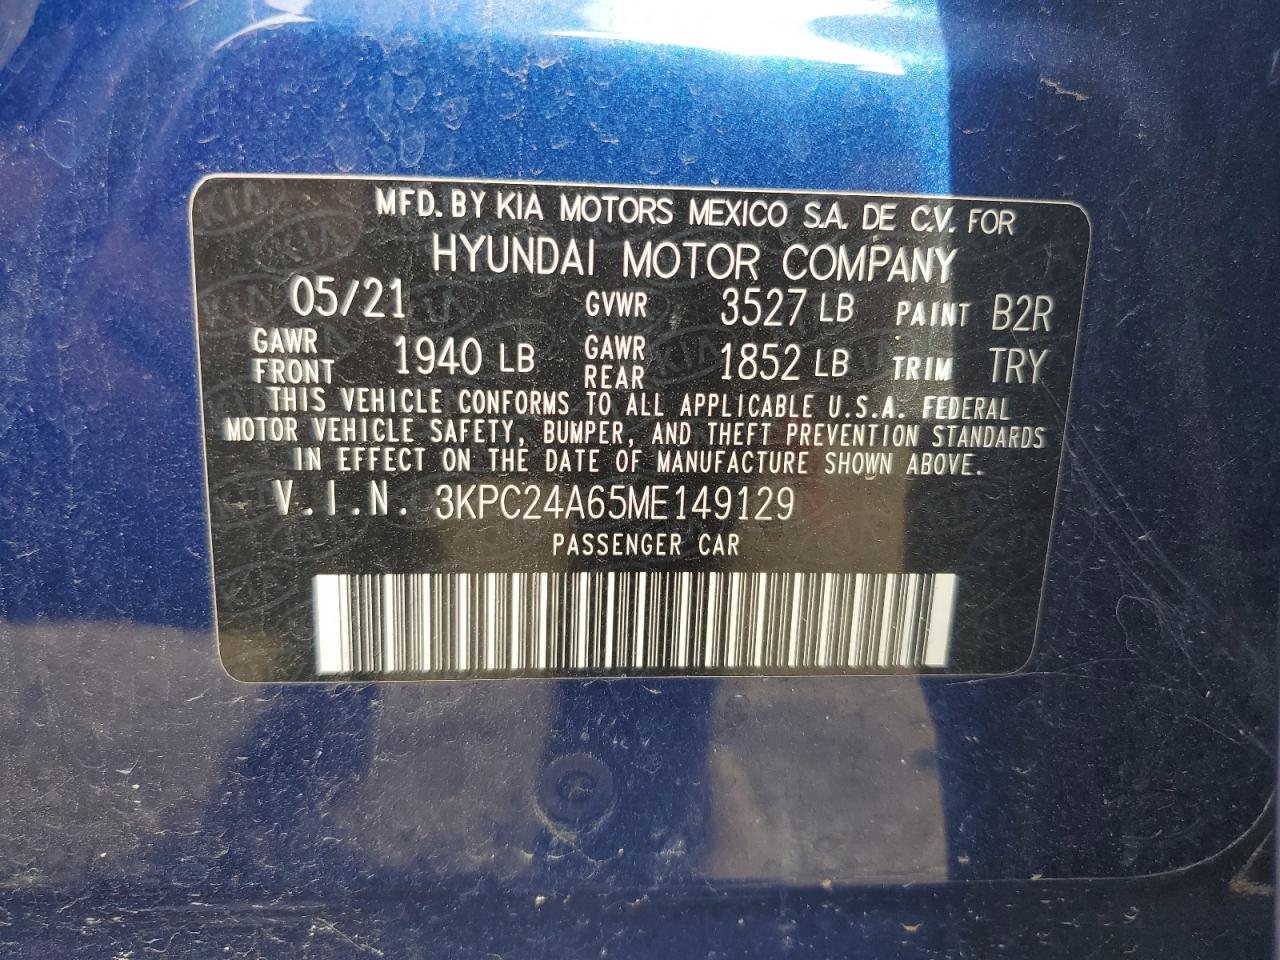 MFD. BY KIA MOTORS MEXICO S.A. DE C.V. FOR
HYUNDAI MOTOR COMPANY
05/21 GVWR 3527 LB PAINT B2R
GAWR FRONT 1940 LB GAWR REAR 1852 LB TRIM TRY
THIS VEHICLE CONFORMS TO ALL APPLICABLE U.S.A. FEDERAL
MOTOR VEHICLE SAFETY, BUMPER, AND THEFT PREVENTION STANDARDS
IN EFFECT ON THE DATE OF MANUFACTURE SHOWN ABOVE.
V.I.N. 3KPC24A65ME149129
PASSENGER CAR